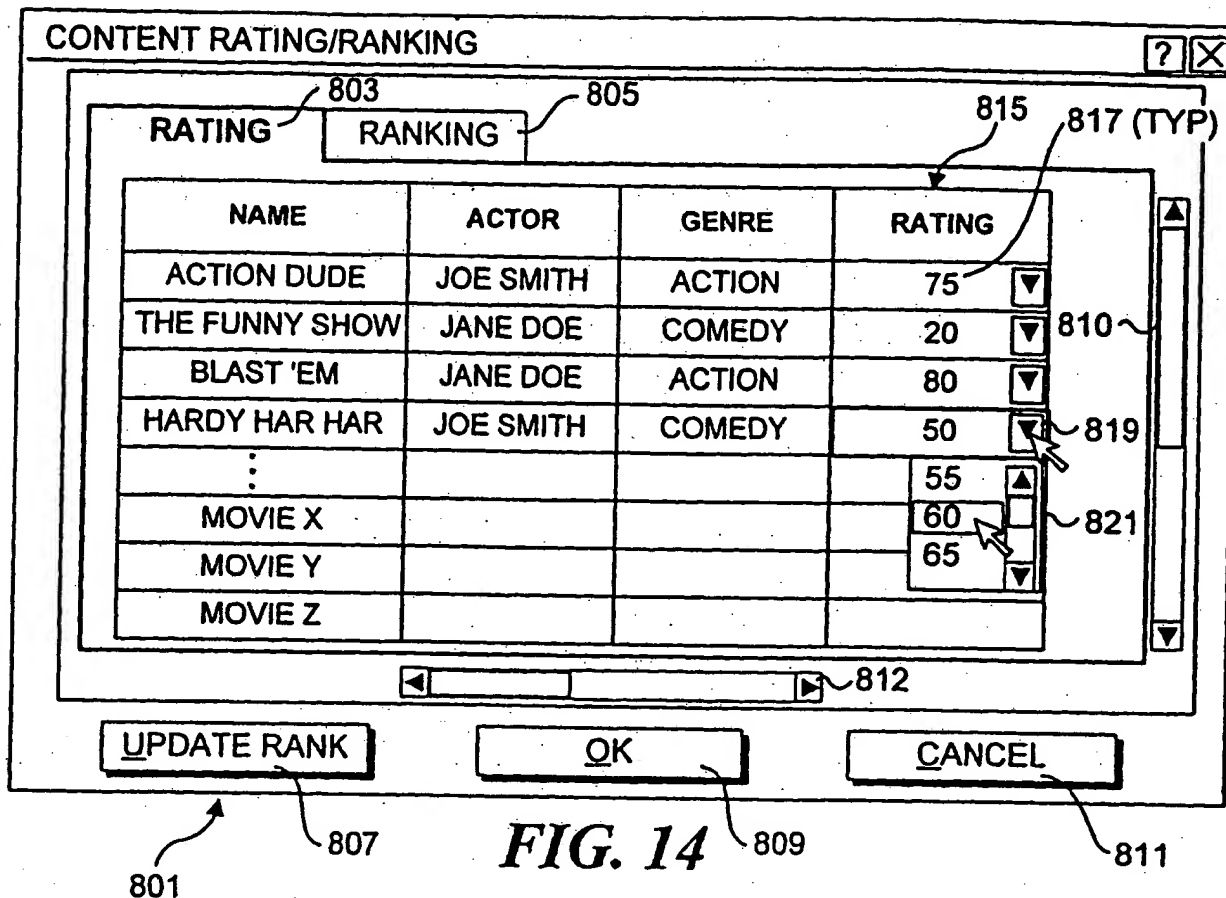 CONTENT RATING/RANKING ? X
803 805 815 817 (TYP)
RATING RANKING
NAME ACTOR GENRE RATING
ACTION DUDE JOE SMITH ACTION 75
THE FUNNY SHOW JANE DOE COMEDY 20 810
BLAST 'EM JANE DOE ACTION 80
HARDY HAR HAR JOE SMITH COMEDY 50 819
⋮ 55
MOVIE X 60 821
MOVIE Y 65
MOVIE Z
812
UPDATE RANK OK CANCEL
801 807 FIG. 14 809 811